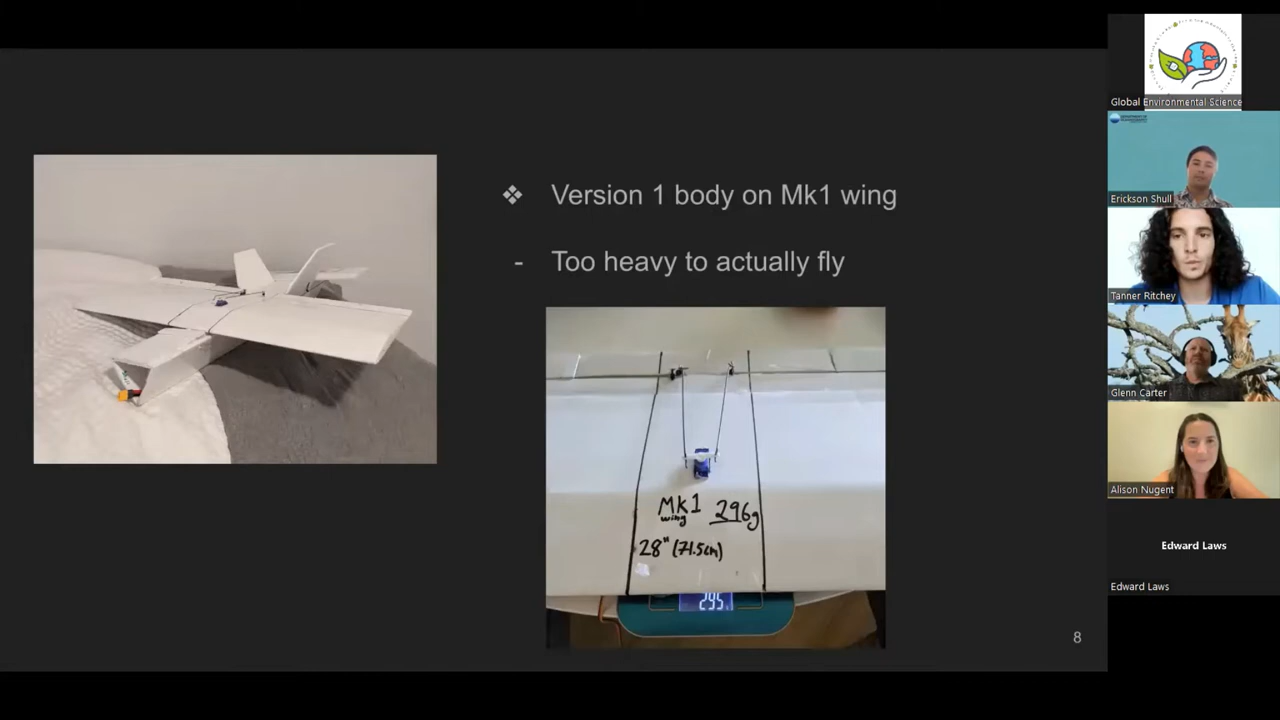 ❖ Version 1 body on Mk1 wing
- Too heavy to actually fly
Mk1 296g
wing
28" (71.5cm)
295
8
Global Environmental Science
Erickson Shull
Tanner Ritchey
Glenn Carter
Alison Nugent
Edward Laws
Edward Laws